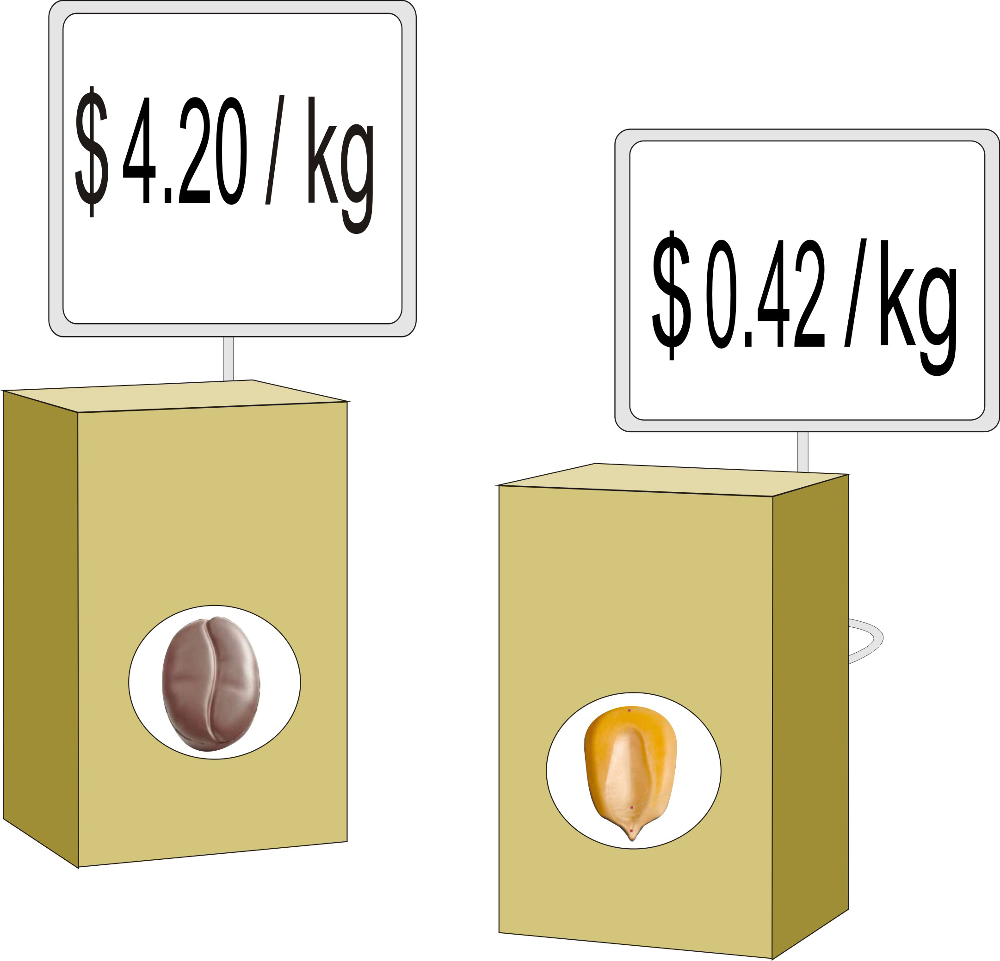 $ 4.20 / kg
$ 0.42 / kg